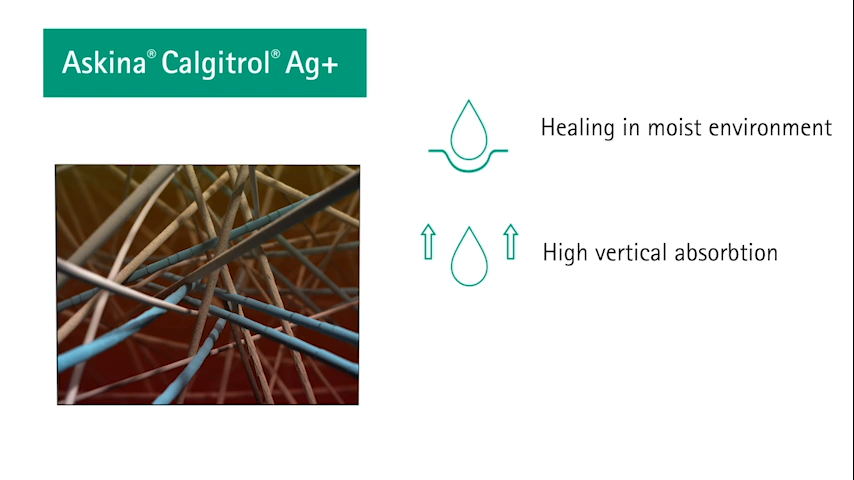 Askina® Calgitrol® Ag+
Healing in moist environment
High vertical absorbtion